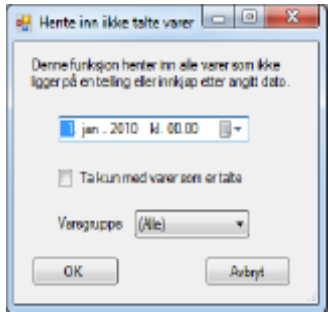 Hente inn ikke talte varer
Denne funksjon henter inn alle varer som ikke
ligger på en telling eller innkjøp etter angitt dato.
1. jan . 2010 kl. 00.00
Ta kun med varer som er talte
Varegruppe (Alle)
OK Avbryt